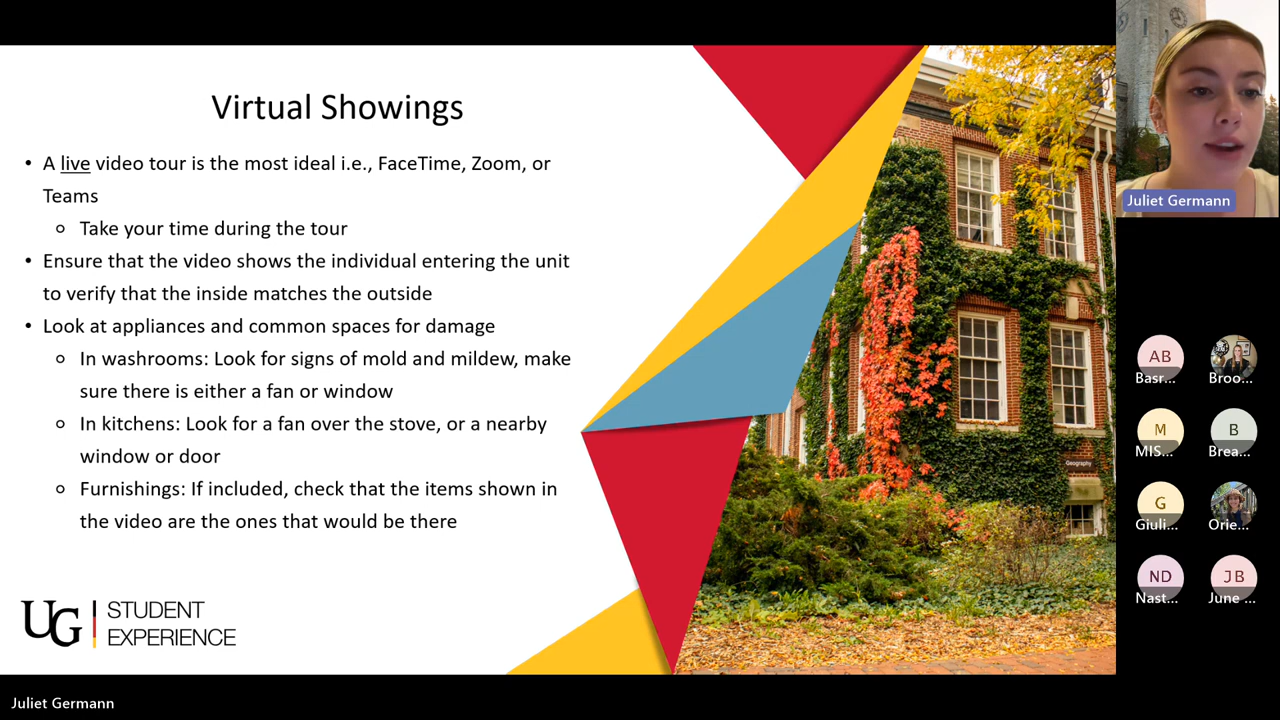 Virtual Showings
• A live video tour is the most ideal i.e., FaceTime, Zoom, or
Teams
o Take your time during the tour
• Ensure that the video shows the individual entering the unit
to verify that the inside matches the outside
• Look at appliances and common spaces for damage
o In washrooms: Look for signs of mold and mildew, make
sure there is either a fan or window
o In kitchens: Look for a fan over the stove, or a nearby
window or door
o Furnishings: If included, check that the items shown in
the video are the ones that would be there
UG STUDENT
EXPERIENCE
Geography
Juliet Germann
AB
Basr...
Broo...
M
MIS...
B
Brea...
G
Giuli...
Orie...
ND
Nast...
JB
June ...
Juliet Germann